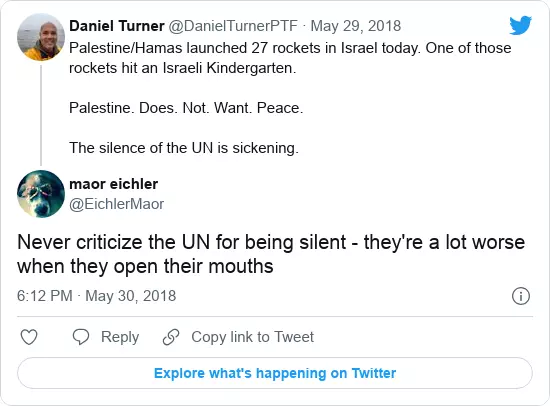 Daniel Turner @DanielTurnerPTF · May 29, 2018
Palestine/Hamas launched 27 rockets in Israel today. One of those
rockets hit an Israeli Kindergarten.
Palestine. Does. Not. Want. Peace.
The silence of the UN is sickening.
maor eichler
@EichlerMaor
Never criticize the UN for being silent - they're a lot worse
when they open their mouths
6:12 PM · May 30, 2018
Reply
Copy link to Tweet
Explore what's happening on Twitter